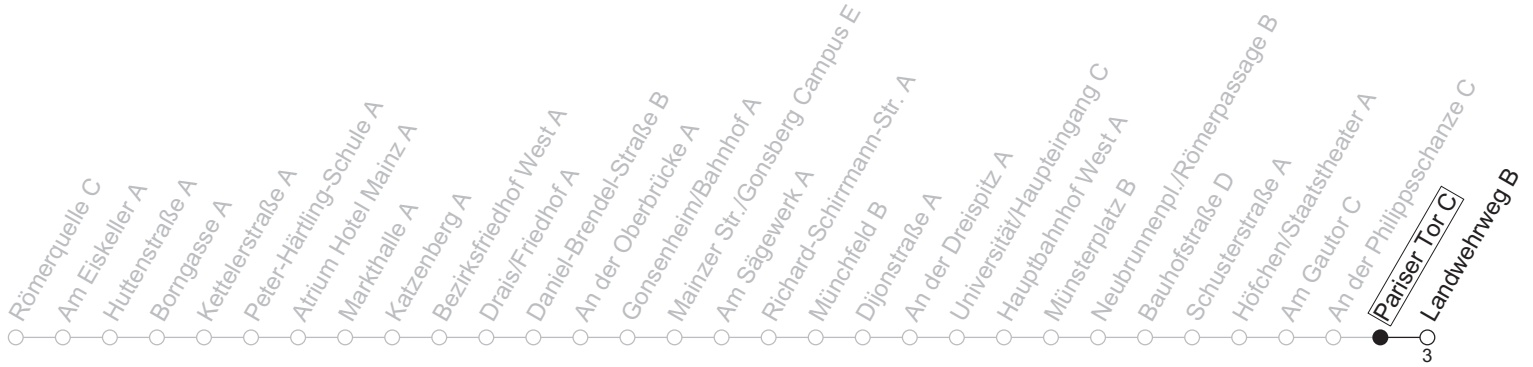 Römerquelle C
Am Eiskeller A
Huttenstraße A
Borngasse A
Kettelerstraße A
Peter-Härtling-Schule A
Atrium Hotel Mainz A
Markthalle A
Katzenberg A
Bezirksfriedhof West A
Drais/Friedhof A
Daniel-Brendel-Straße B
An der Oberbrücke A
Gonsenheim/Bahnhof A
Mainzer Str./Gonsberg Campus E
Am Sägewerk A
Richard-Schirrmann-Str. A
Münchfeld B
Dijonstraße A
An der Dreispitz A
Universität/Haupteingang C
Hauptbahnhof West A
Münsterplatz B
Neubrunnenpl./Römerpassage B
Bauhofstraße D
Schusterstraße A
Höfchen/Staatstheater A
Am Gautor C
An der Philippsschanze C
Pariser Tor C
Landwehrweg B
3